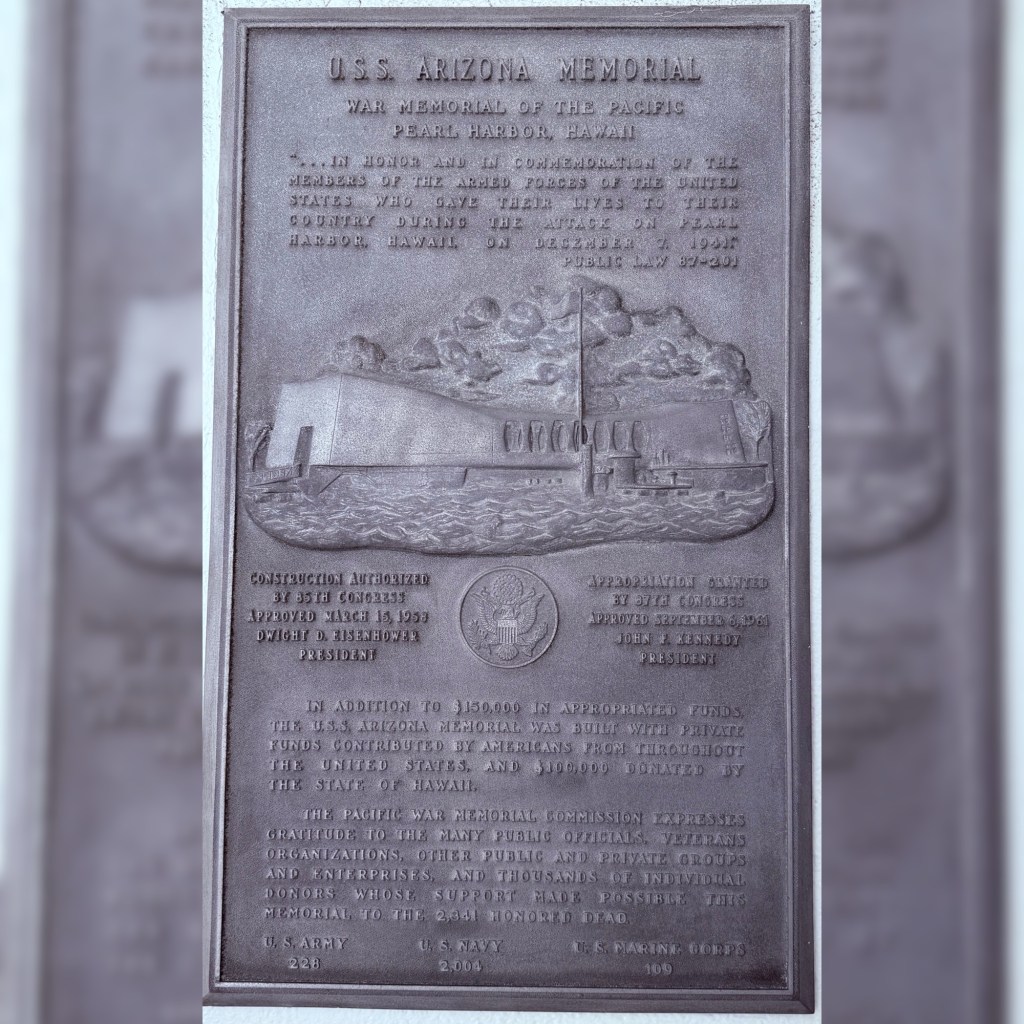 U.S.S. ARIZONA MEMORIAL
WAR MEMORIAL OF THE PACIFIC
PEARL HARBOR, HAWAII
"...IN HONOR AND IN COMMEMORATION OF THE
MEMBERS OF THE ARMED FORCES OF THE UNITED
STATES WHO GAVE THEIR LIVES TO THEIR
COUNTRY DURING THE ATTACK ON PEARL
HARBOR, HAWAII, ON DECEMBER 7, 1941."
PUBLIC LAW 87-201
CONSTRUCTION AUTHORIZED
BY 85TH CONGRESS
APPROVED MARCH 15, 1958
DWIGHT D. EISENHOWER
PRESIDENT
APPROPRIATION GRANTED
BY 87TH CONGRESS
APPROVED SEPTEMBER 6, 1961
JOHN F. KENNEDY
PRESIDENT
IN ADDITION TO $150,000 IN APPROPRIATED FUNDS,
THE U.S.S. ARIZONA MEMORIAL WAS BUILT WITH PRIVATE
FUNDS CONTRIBUTED BY AMERICANS FROM THROUGHOUT
THE UNITED STATES, AND $100,000 DONATED BY
THE STATE OF HAWAII.
THE PACIFIC WAR MEMORIAL COMMISSION EXPRESSES
GRATITUDE TO THE MANY PUBLIC OFFICIALS, VETERANS
ORGANIZATIONS, OTHER PUBLIC AND PRIVATE GROUPS
AND ENTERPRISES, AND THOUSANDS OF INDIVIDUAL
DONORS WHOSE SUPPORT MADE POSSIBLE THIS
MEMORIAL TO THE 2,341 HONORED DEAD.
U. S. ARMY U. S. NAVY U. S. MARINE CORPS
228 2,004 109